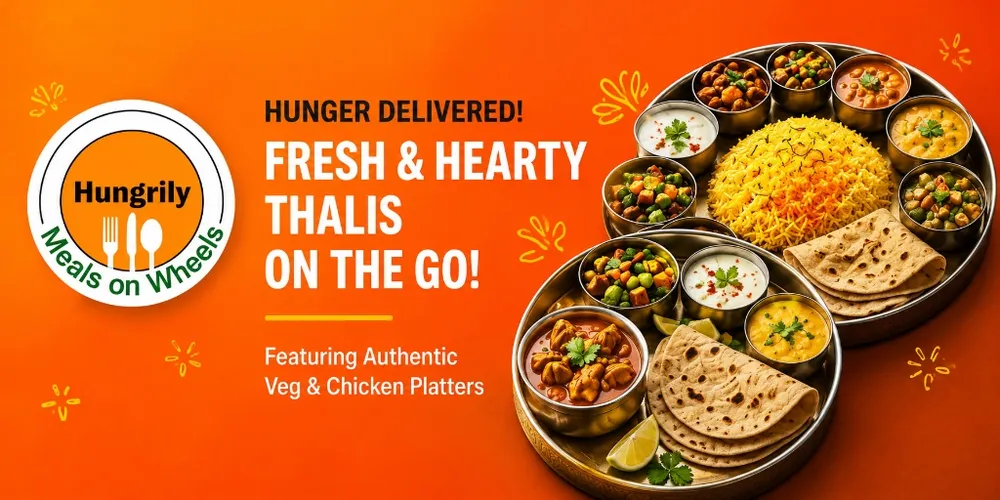 Hungrily
Meals on Wheels
HUNGER DELIVERED!
FRESH & HEARTY
THALIS
ON THE GO!
Featuring Authentic
Veg & Chicken Platters